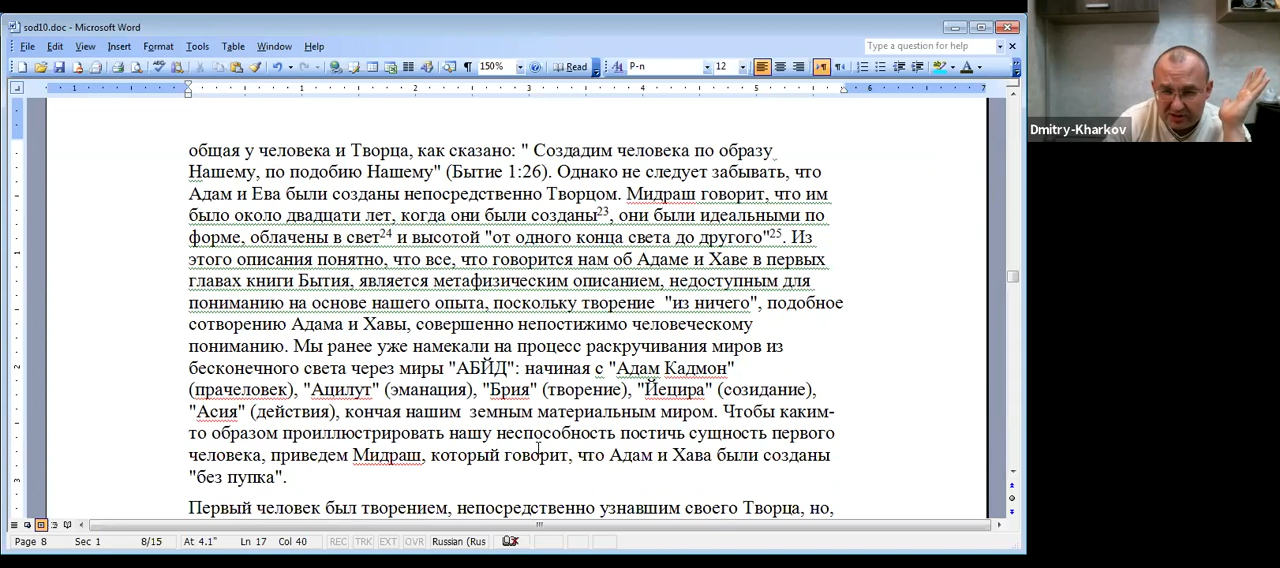 sod10.doc - Microsoft Word
File Edit View Insert Format Tools Table Window Help
Type a question for help
150% Read P-n 12
1 1 2 3 4 5 6 7
общая у человека и Творца, как сказано: " Создадим человека по образу
Нашему, по подобию Нашему" (Бытие 1:26). Однако не следует забывать, что
Адам и Ева были созданы непосредственно Творцом. Мидраш говорит, что им
было около двадцати лет, когда они были созданы23, они были идеальными по
форме, облачены в свет24 и высотой "от одного конца света до другого"25. Из
этого описания понятно, что все, что говорится нам об Адаме и Хаве в первых
главах книги Бытия, является метафизическим описанием, недоступным для
пониманию на основе нашего опыта, поскольку творение "из ничего", подобное
сотворению Адама и Хавы, совершенно непостижимо человеческому
пониманию. Мы ранее уже намекали на процесс раскручивания миров из
бесконечного света через миры "АБЙД": начиная с "Адам Кадмон"
(прачеловек), "Ацилут" (эманация), "Брия" (творение), "Йецира" (созидание),
"Асия" (действия), кончая нашим земным материальным миром. Чтобы каким-
то образом проиллюстрировать нашу неспособность постичь сущность первого
человека, приведем Мидраш, который говорит, что Адам и Хава были созданы
"без пупка".
Первый человек был творением, непосредственно узнавшим своего Творца, но,
Page 8 Sec 1 8/15 At 4.1" Ln 17 Col 40 REC TRK EXT OVR Russian (Rus
Dmitry-Kharkov